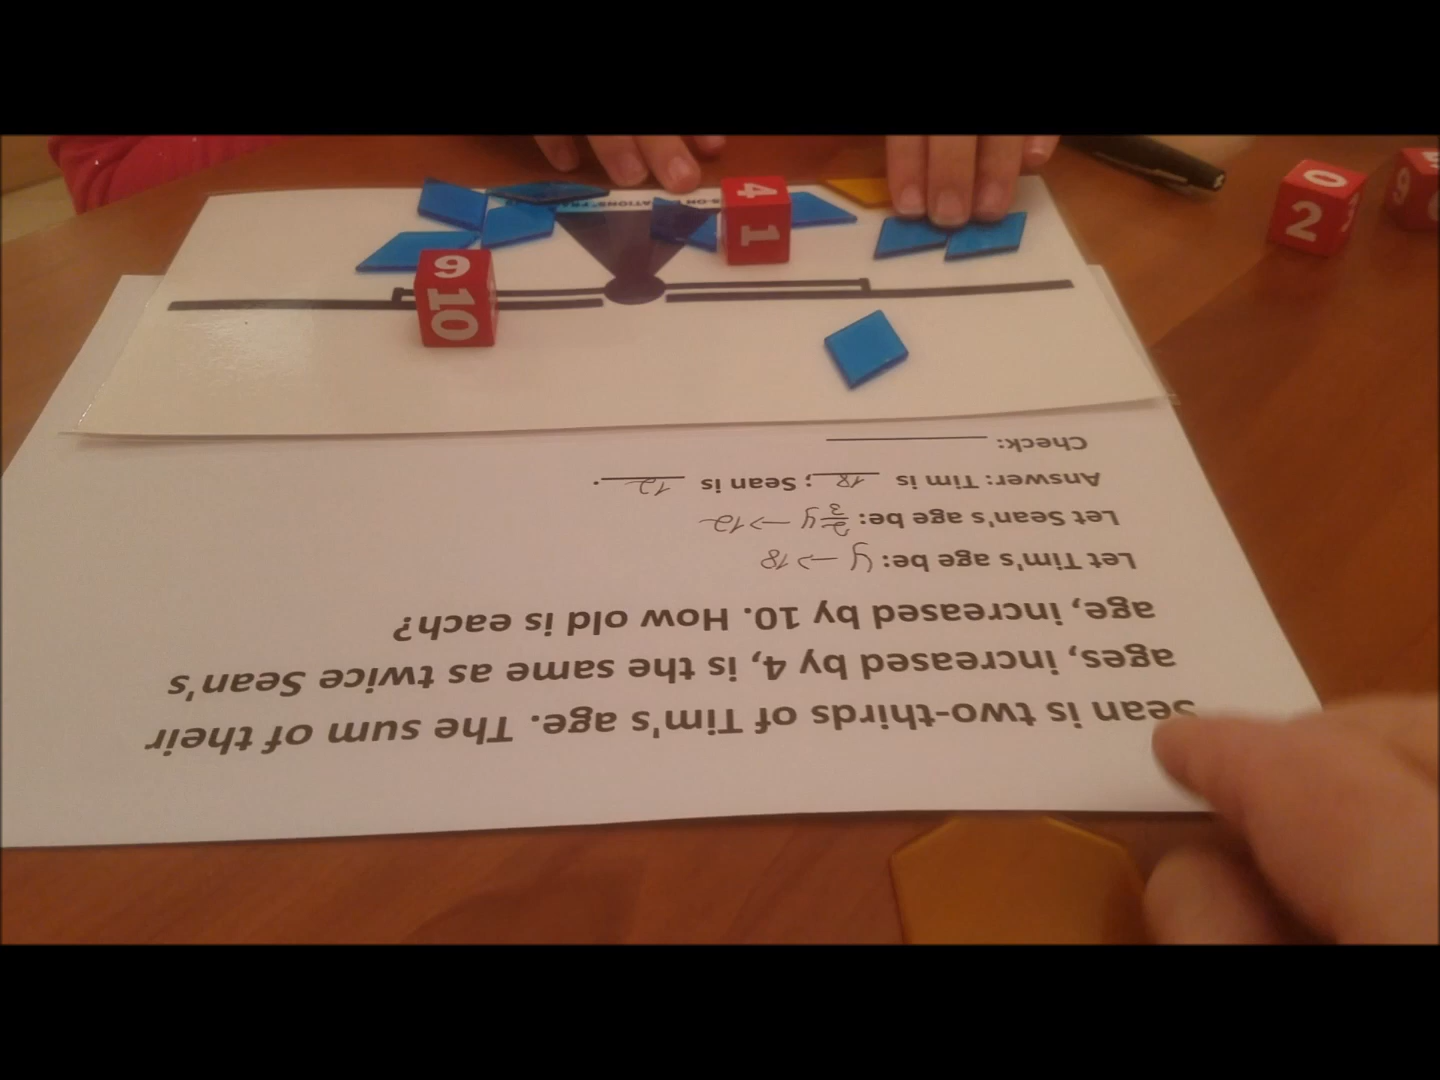 Sean is two-thirds of Tim's age. The sum of their
ages, increased by 4, is the same as twice Sean's
age, increased by 10. How old is each?
Let Tim's age be: y → 18
Let Sean's age be: 2/3 y → 12
Answer: Tim is 18; Sean is 12.
Check:
9 10
4 1
0 2